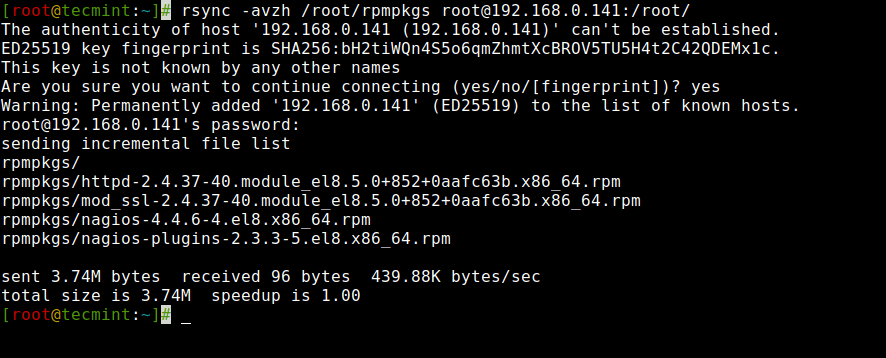 [root@tecmint:~]# rsync -avzh /root/rpmpkgs root@192.168.0.141:/root/
The authenticity of host '192.168.0.141 (192.168.0.141)' can't be established.
ED25519 key fingerprint is SHA256:bH2tiWQn4S5o6qmZhmtXcBROV5TU5H4t2C42QDEMx1c.
This key is not known by any other names
Are you sure you want to continue connecting (yes/no/[fingerprint])? yes
Warning: Permanently added '192.168.0.141' (ED25519) to the list of known hosts.
root@192.168.0.141's password:
sending incremental file list
rpmpkgs/
rpmpkgs/httpd-2.4.37-40.module_el8.5.0+852+0aafc63b.x86_64.rpm
rpmpkgs/mod_ssl-2.4.37-40.module_el8.5.0+852+0aafc63b.x86_64.rpm
rpmpkgs/nagios-4.4.6-4.el8.x86_64.rpm
rpmpkgs/nagios-plugins-2.3.3-5.el8.x86_64.rpm
sent 3.74M bytes  received 96 bytes  439.88K bytes/sec
total size is 3.74M  speedup is 1.00
[root@tecmint:~]# _